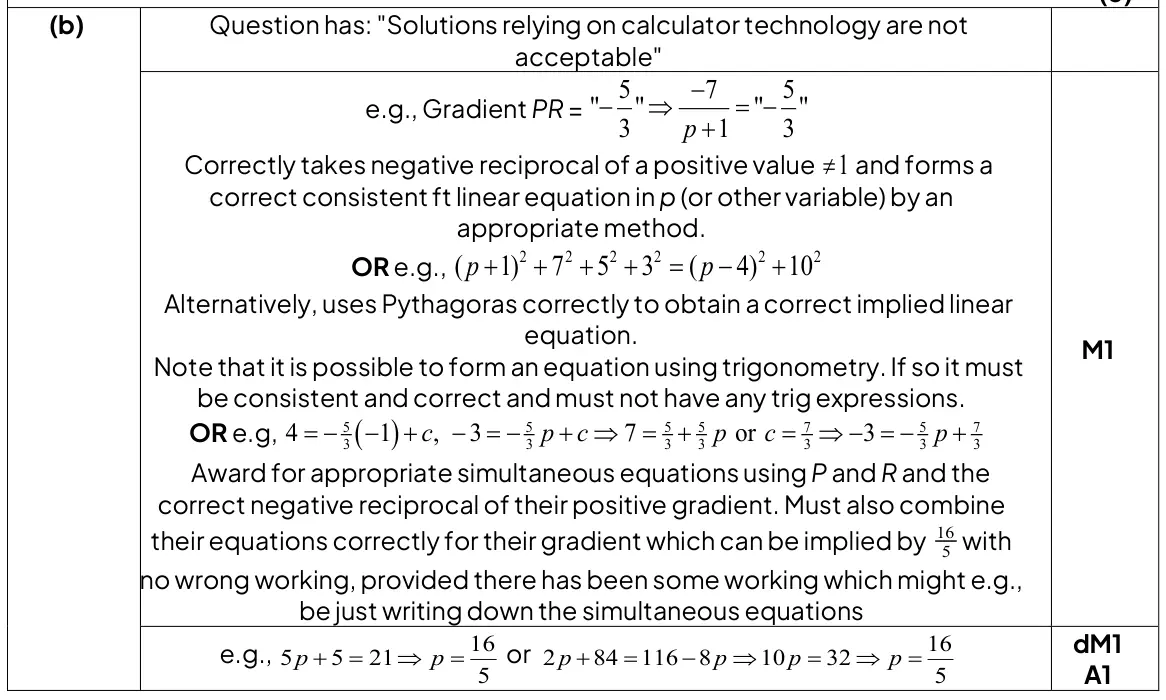 (b)
Question has: "Solutions relying on calculator technology are not
acceptable"
e.g., Gradient PR = "−5/3" ⇒ −7/(p+1) = "−5/3"
Correctly takes negative reciprocal of a positive value ≠1 and forms a
correct consistent ft linear equation in p (or other variable) by an
appropriate method.
OR e.g., (p+1)² + 7² + 5² + 3² = (p−4)² + 10²
Alternatively, uses Pythagoras correctly to obtain a correct implied linear
equation.
Note that it is possible to form an equation using trigonometry. If so it must
be consistent and correct and must not have any trig expressions.
OR e.g, 4 = −5/3(−1) + c, −3 = −5/3 p + c ⇒ 7 = 5/3 + 5/3 p or c = 7/3 ⇒ −3 = −5/3 p + 7/3
Award for appropriate simultaneous equations using P and R and the
correct negative reciprocal of their positive gradient. Must also combine
their equations correctly for their gradient which can be implied by 16/5 with
no wrong working, provided there has been some working which might e.g.,
be just writing down the simultaneous equations
M1
e.g., 5p + 5 = 21 ⇒ p = 16/5 or 2p + 84 = 116 − 8p ⇒ 10p = 32 ⇒ p = 16/5
dM1
A1